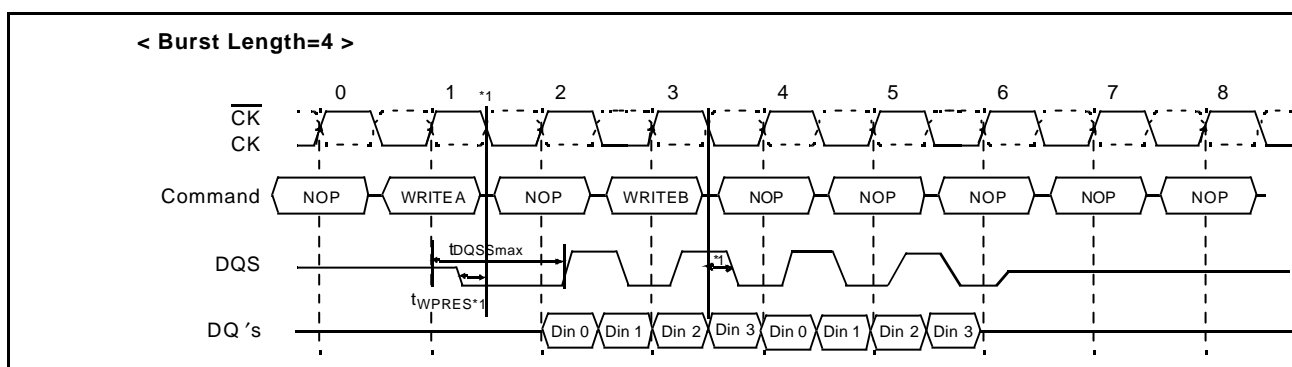 < Burst Length=4 >
0 1 *1 2 3 4 5 6 7 8
CK
CK
Command NOP WRITEA NOP WRITEB NOP NOP NOP NOP NOP
tDQSSmax
DQS *1
tWPRES*1
DQ's Din 0 Din 1 Din 2 Din 3 Din 0 Din 1 Din 2 Din 3